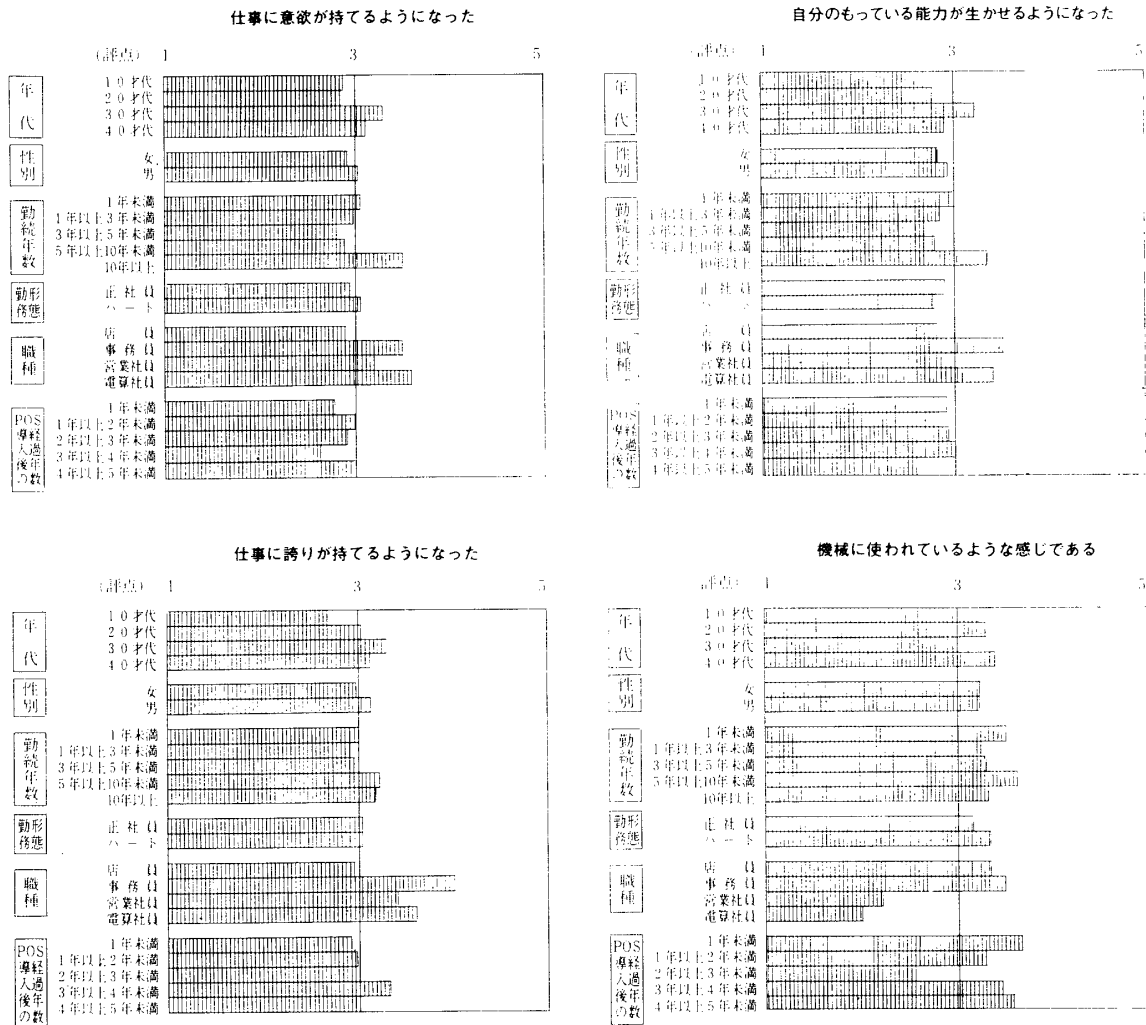 仕事に意欲が持てるようになった
(評点) 1 3 5
年代
10才代
20才代
30才代
40才代
性別
女
男
勤続年数
1年未満
1年以上3年未満
3年以上5年未満
5年以上10年未満
10年以上
勤務形態
正社員
パート
職種
店員
事務員
営業社員
電算社員
POS導入後の経過年数
1年未満
1年以上2年未満
2年以上3年未満
3年以上4年未満
4年以上5年未満
自分のもっている能力が生かせるようになった
(評点) 1 3 5
年代
10才代
20才代
30才代
40才代
性別
女
男
勤続年数
1年未満
1年以上3年未満
3年以上5年未満
5年以上10年未満
10年以上
勤務形態
正社員
パート
職種
店員
事務員
営業社員
電算社員
POS導入後の経過年数
1年未満
1年以上2年未満
2年以上3年未満
3年以上4年未満
4年以上5年未満
仕事に誇りが持てるようになった
(評点) 1 3 5
年代
10才代
20才代
30才代
40才代
性別
女
男
勤続年数
1年未満
1年以上3年未満
3年以上5年未満
5年以上10年未満
10年以上
勤務形態
正社員
パート
職種
店員
事務員
営業社員
電算社員
POS導入後の経過年数
1年未満
1年以上2年未満
2年以上3年未満
3年以上4年未満
4年以上5年未満
機械に使われているような感じである
(評点) 1 3 5
年代
10才代
20才代
30才代
40才代
性別
女
男
勤続年数
1年未満
1年以上3年未満
3年以上5年未満
5年以上10年未満
10年以上
勤務形態
正社員
パート
職種
店員
事務員
営業社員
電算社員
POS導入後の経過年数
1年未満
1年以上2年未満
2年以上3年未満
3年以上4年未満
4年以上5年未満